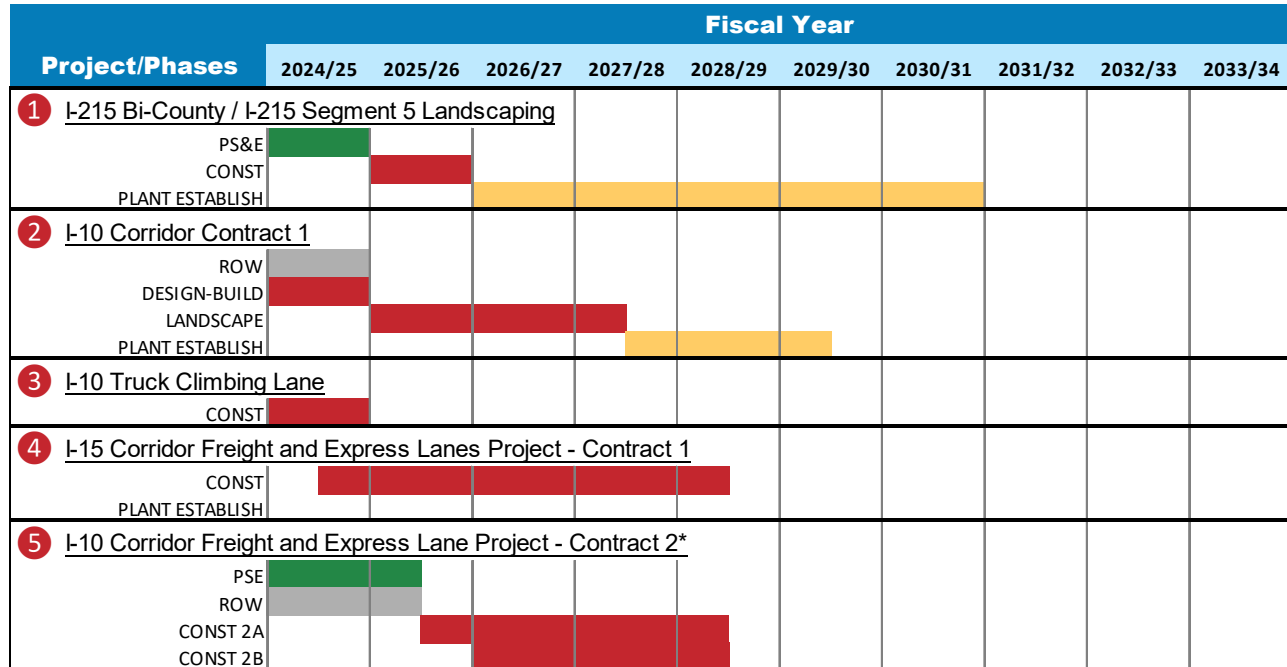 Fiscal Year
Project/Phases 2024/25 2025/26 2026/27 2027/28 2028/29 2029/30 2030/31 2031/32 2032/33 2033/34
1 I-215 Bi-County / I-215 Segment 5 Landscaping
PS&E
CONST
PLANT ESTABLISH
2 I-10 Corridor Contract 1
ROW
DESIGN-BUILD
LANDSCAPE
PLANT ESTABLISH
3 I-10 Truck Climbing Lane
CONST
4 I-15 Corridor Freight and Express Lanes Project - Contract 1
CONST
PLANT ESTABLISH
5 I-10 Corridor Freight and Express Lane Project - Contract 2*
PSE
ROW
CONST 2A
CONST 2B